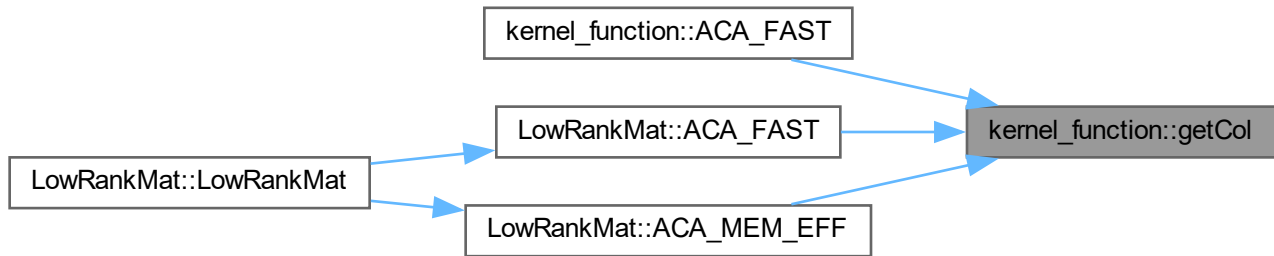 kernel_function::ACA_FAST
LowRankMat::ACA_FAST
kernel_function::getCol
LowRankMat::LowRankMat
LowRankMat::ACA_MEM_EFF